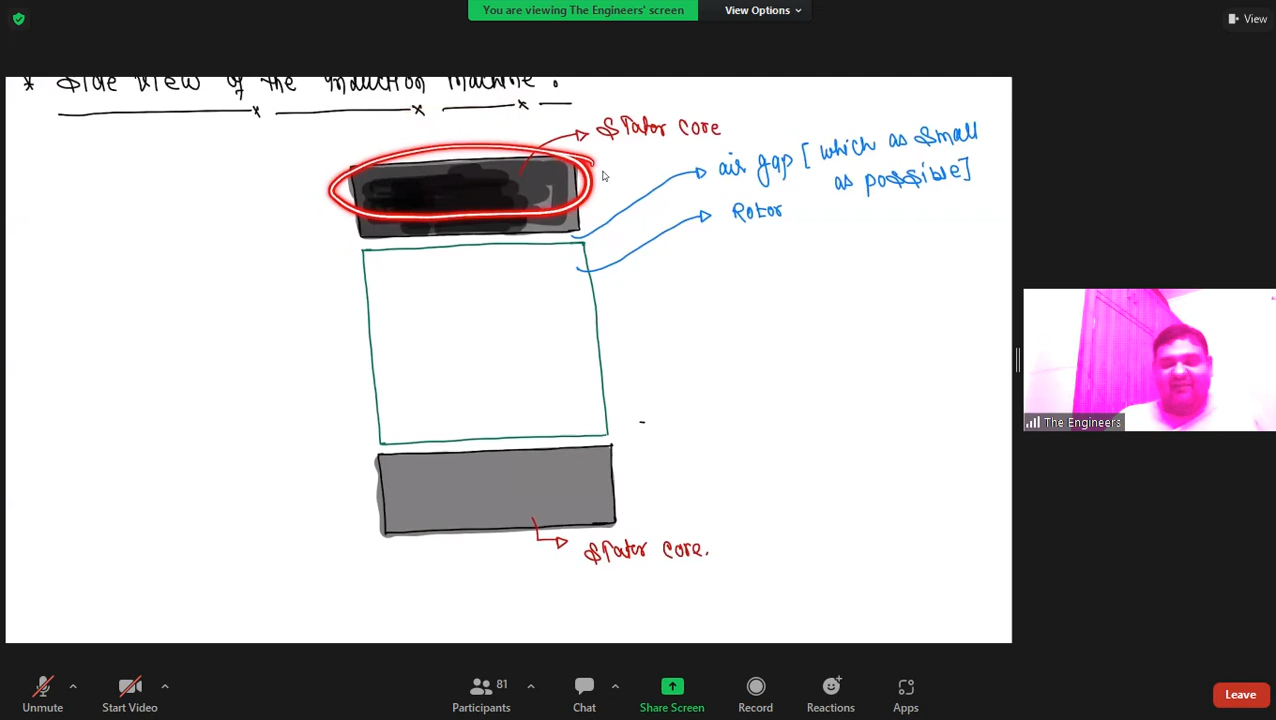 You are viewing The Engineers' screen
View Options
View
* Side view of the Induction Machine :
Stator core
air gap [ which as small
as possible]
Rotor
The Engineers
Stator core.
Unmute
Start Video
81
Participants
Chat
Share Screen
Record
Reactions
Apps
Leave